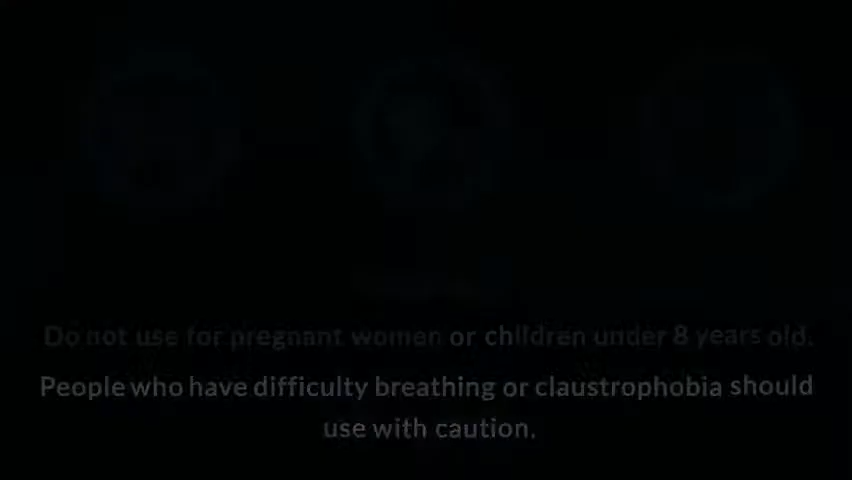 Do not use for pregnant women or children under 8 years old.
People who have difficulty breathing or claustrophobia should
use with caution.